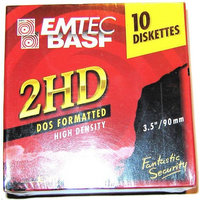 EMTEC
BASF
10
DISKETTES
2HD
DOS FORMATTED
HIGH DENSITY
3.5"/90mm
Fantastic
Security